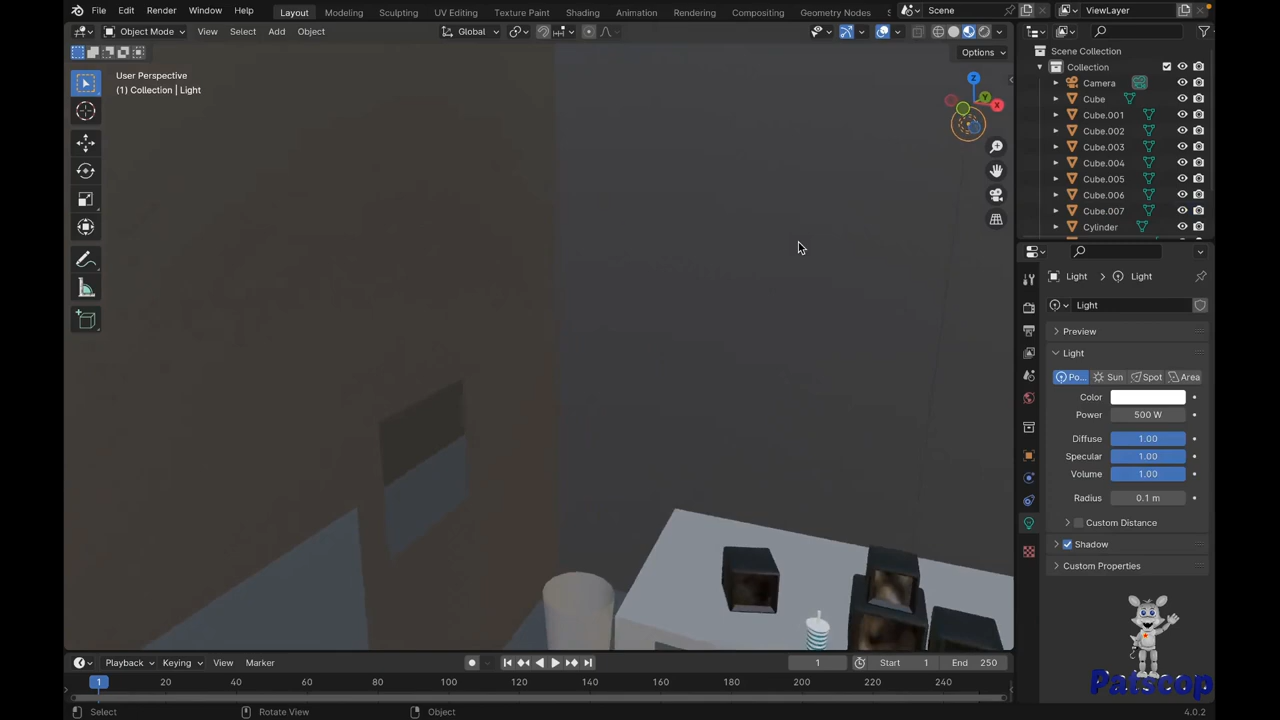 File Edit Render Window Help Layout Modeling Sculpting UV Editing Texture Paint Shading Animation Rendering Compositing Geometry Nodes Scene ViewLayer
Object Mode View Select Add Object Global
Options
User Perspective
(1) Collection | Light
Z
Y
X
Scene Collection
Collection
Camera
Cube
Cube.001
Cube.002
Cube.003
Cube.004
Cube.005
Cube.006
Cube.007
Cylinder
Light Light
Light
Preview
Light
Po... Sun Spot Area
Color
Power 500 W
Diffuse 1.00
Specular 1.00
Volume 1.00
Radius 0.1 m
Custom Distance
Shadow
Custom Properties
Patscop
Playback Keying View Marker 1 Start 1 End 250
1 20 40 60 80 100 120 140 160 180 200 220 240
Select Rotate View Object 4.0.2